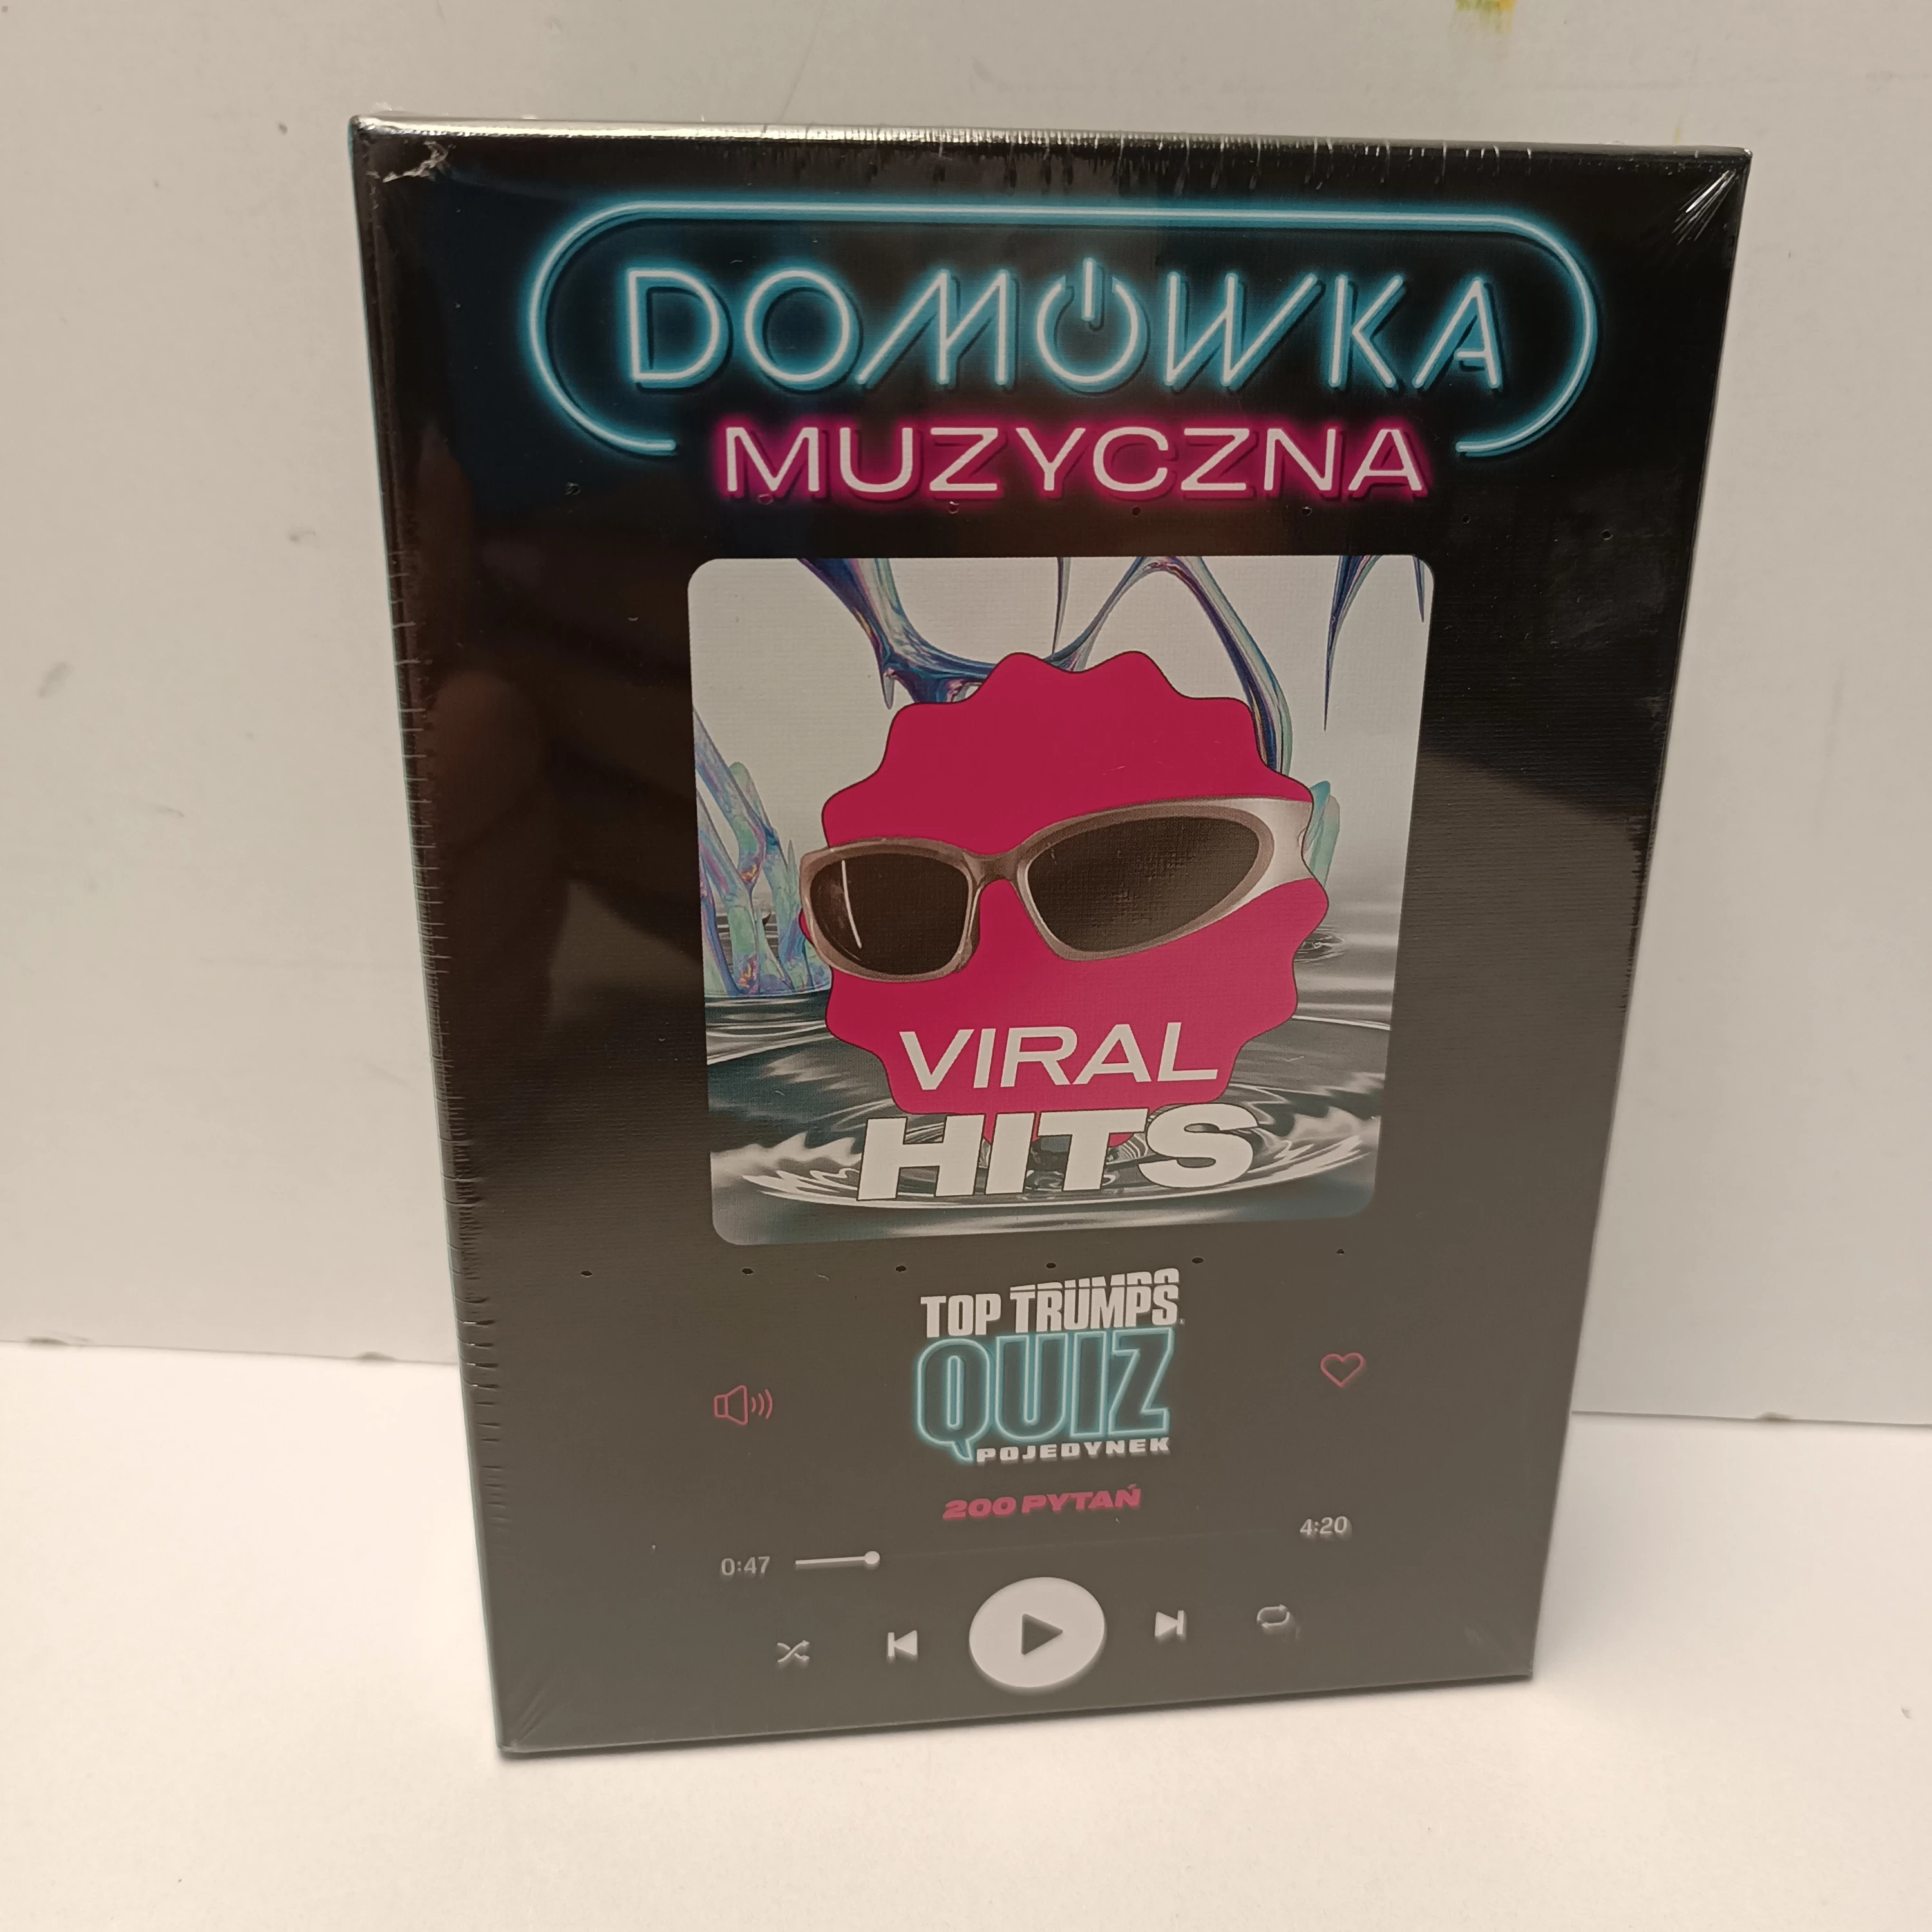 DOMÓWKA
MUZYCZNA
VIRAL
HITS
TOP TRUMPS
QUIZ
POJEDYNEK
200 PYTAŃ
0:47
4:20